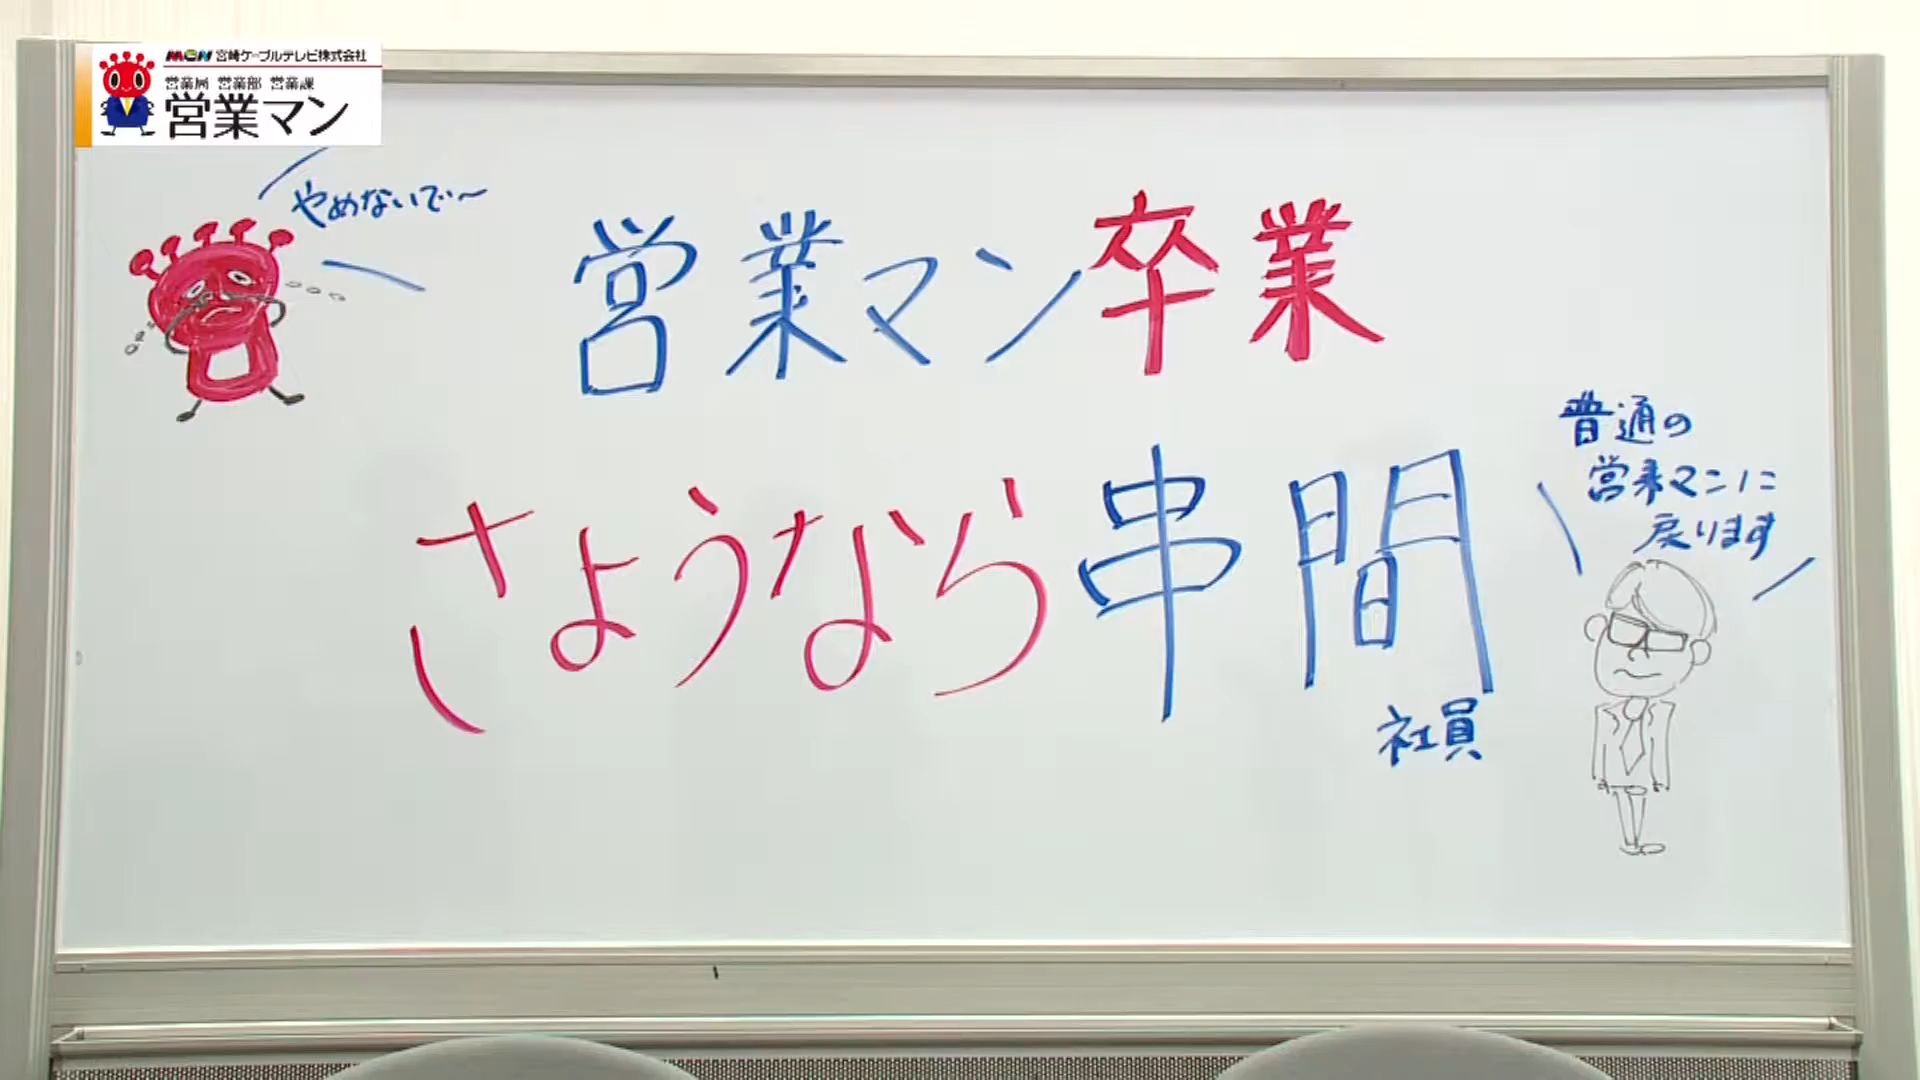 MCN 宮崎ケーブルテレビ株式会社
営業局 営業部 営業課
営業マン
やめないで〜
営業マン卒業
さようなら串間
社員
普通の
営業マンに
戻ります